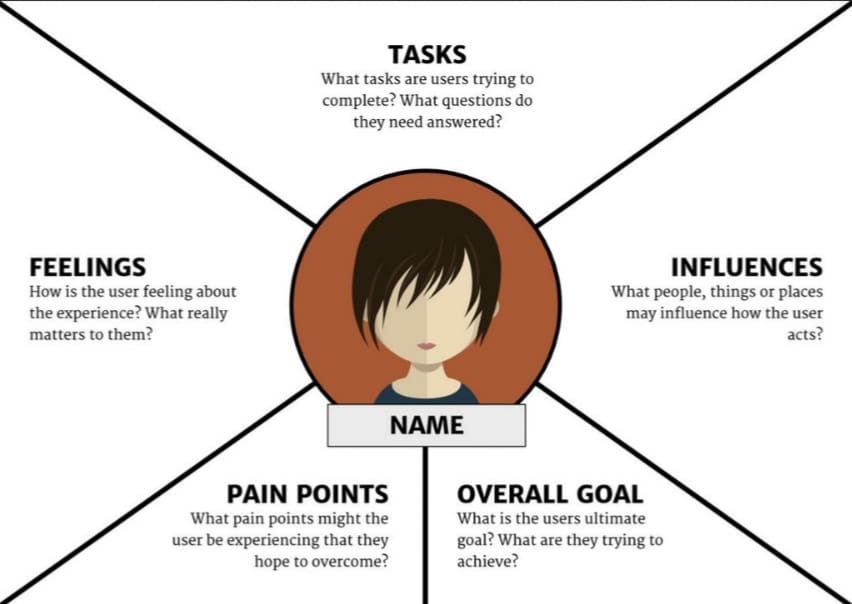 TASKS
What tasks are users trying to
complete? What questions do
they need answered?
FEELINGS
How is the user feeling about
the experience? What really
matters to them?
INFLUENCES
What people, things or places
may influence how the user
acts?
NAME
PAIN POINTS
What pain points might the
user be experiencing that they
hope to overcome?
OVERALL GOAL
What is the users ultimate
goal? What are they trying to
achieve?